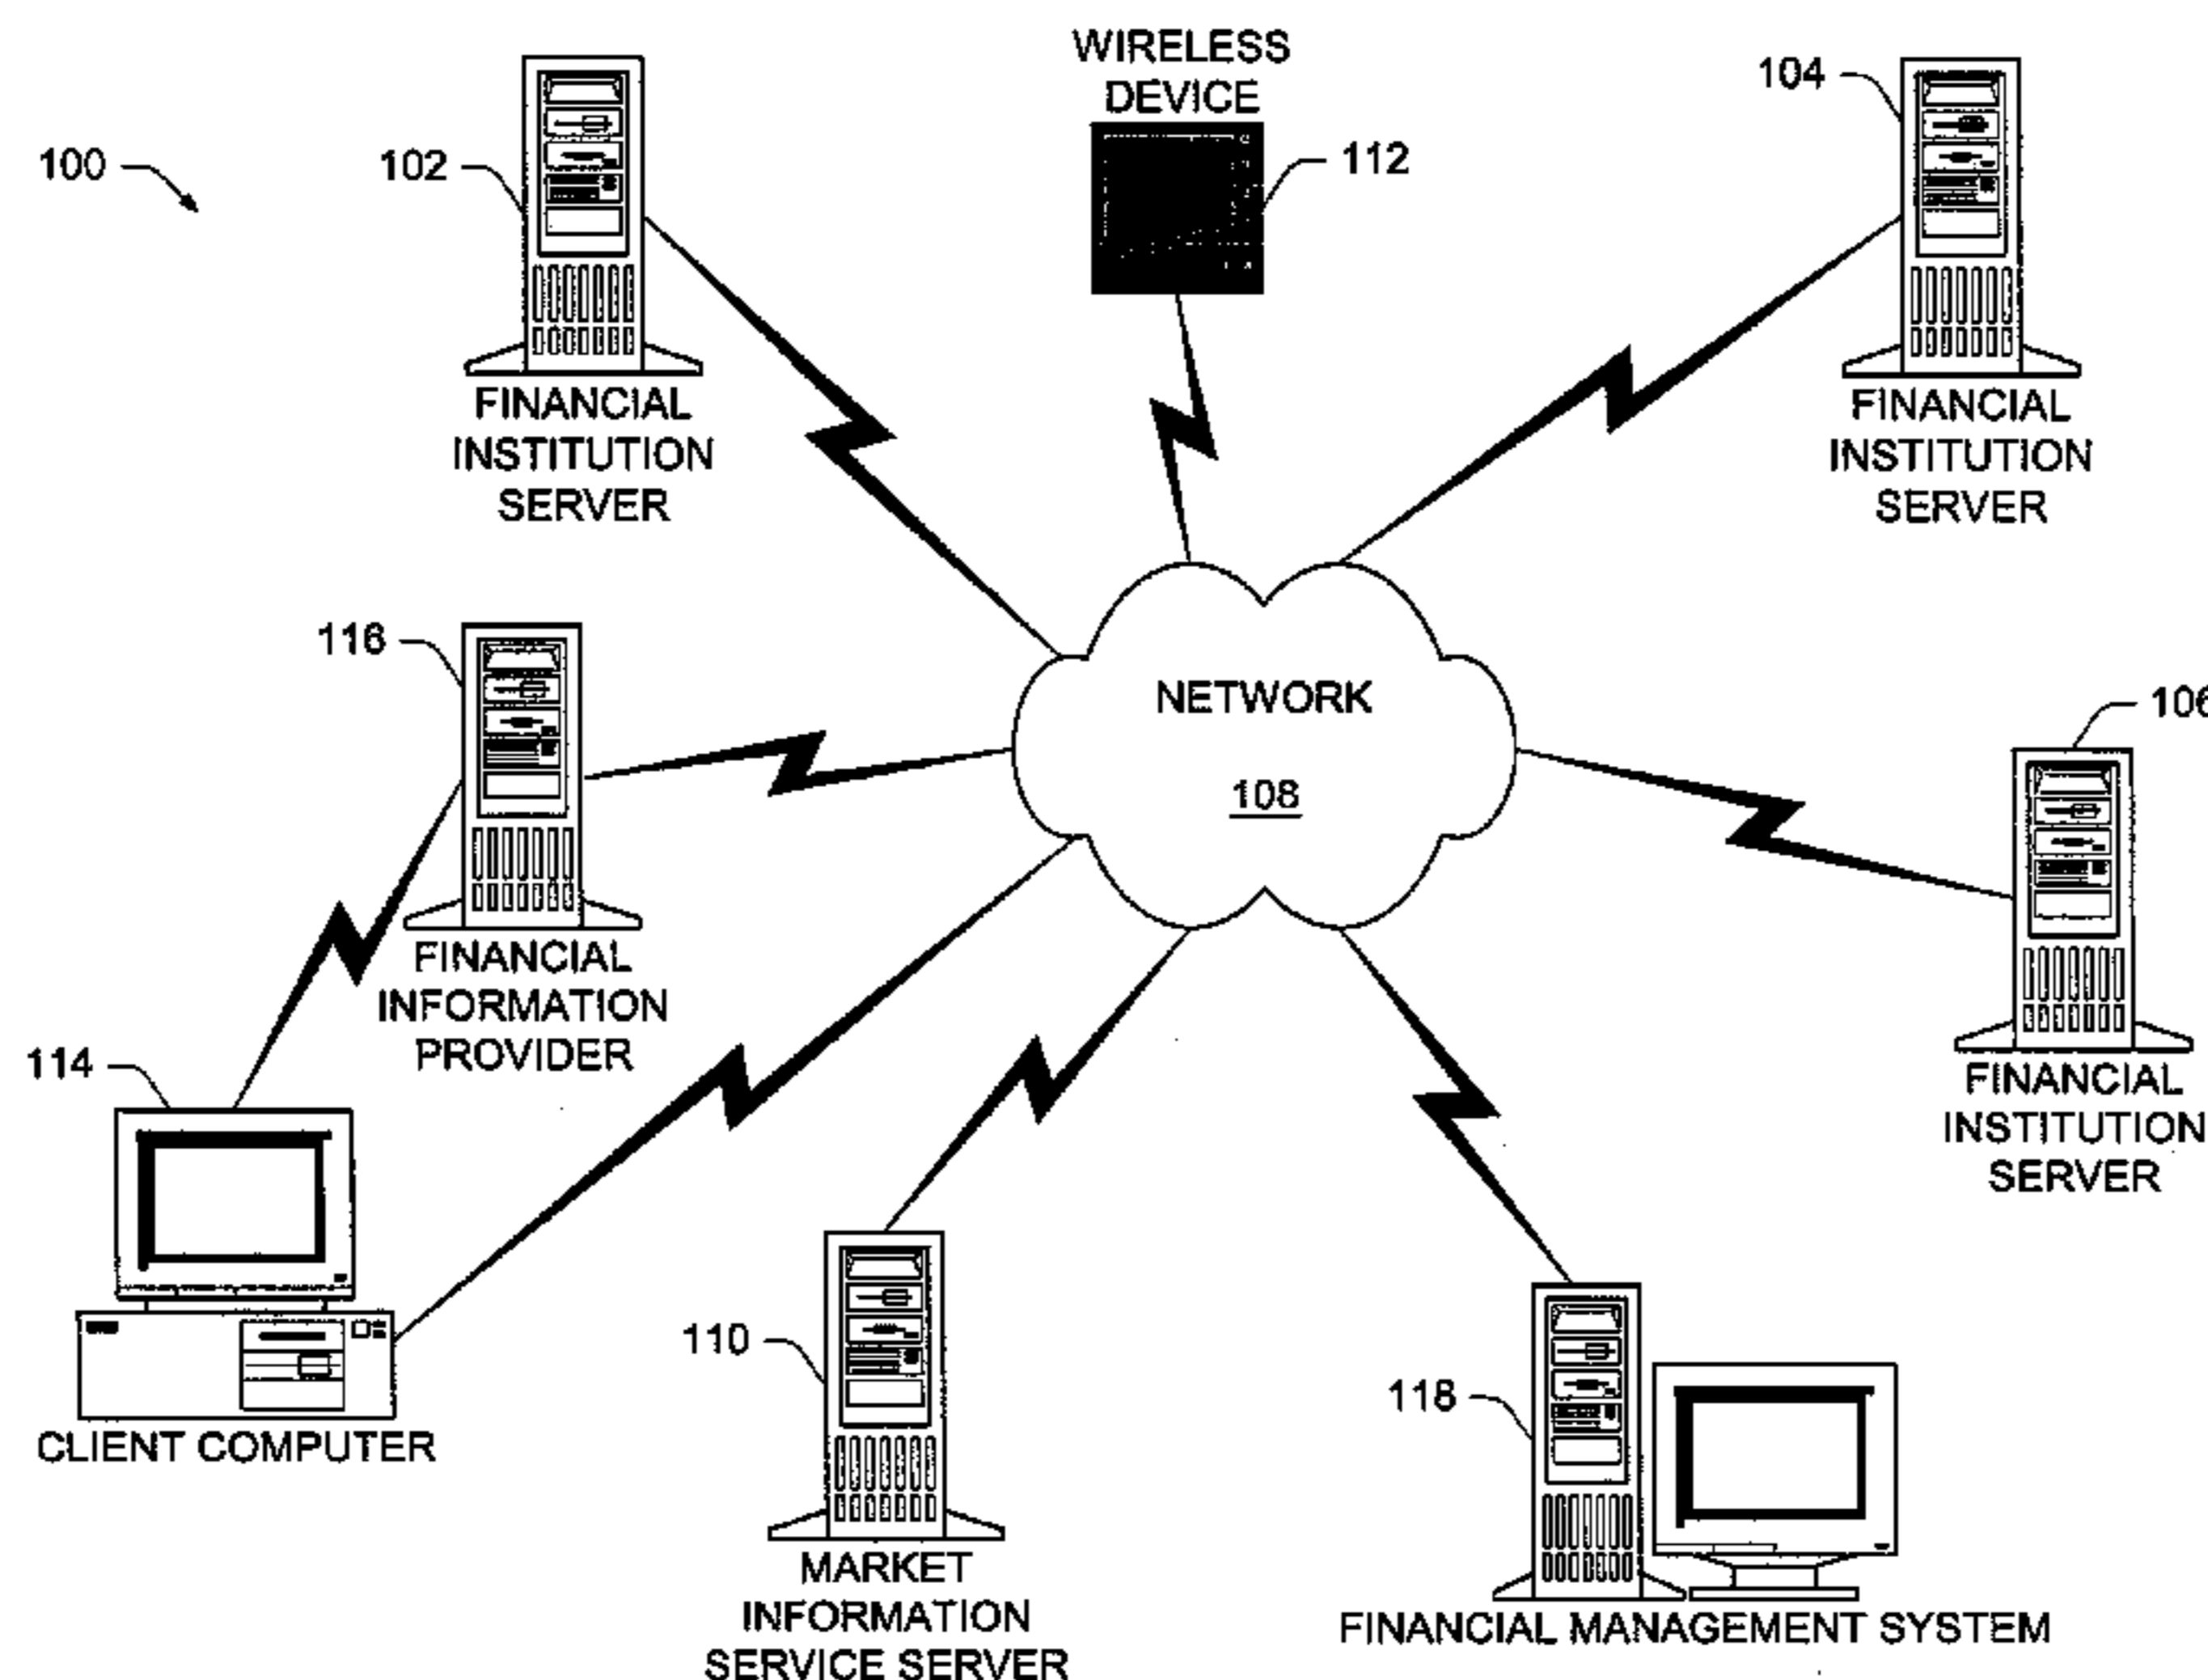 WIRELESS
DEVICE
104
100
102
112
FINANCIAL
INSTITUTION
SERVER
FINANCIAL
INSTITUTION
SERVER
116
NETWORK
108
106
FINANCIAL
INFORMATION
PROVIDER
114
FINANCIAL
INSTITUTION
SERVER
CLIENT COMPUTER
110
118
MARKET
INFORMATION
SERVICE SERVER
FINANCIAL MANAGEMENT SYSTEM